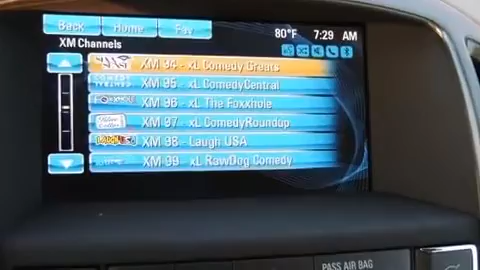 Back Home Fav 80°F 7:29 AM
XM Channels
XM 94 - xL Comedy Greats
XM 95 - xL ComedyCentral
XM 96 - xL The Foxxhole
XM 97 - xL ComedyRoundup
XM 98 - Laugh USA
XM 99 - xL RawDog Comedy
PASS AIR BAG